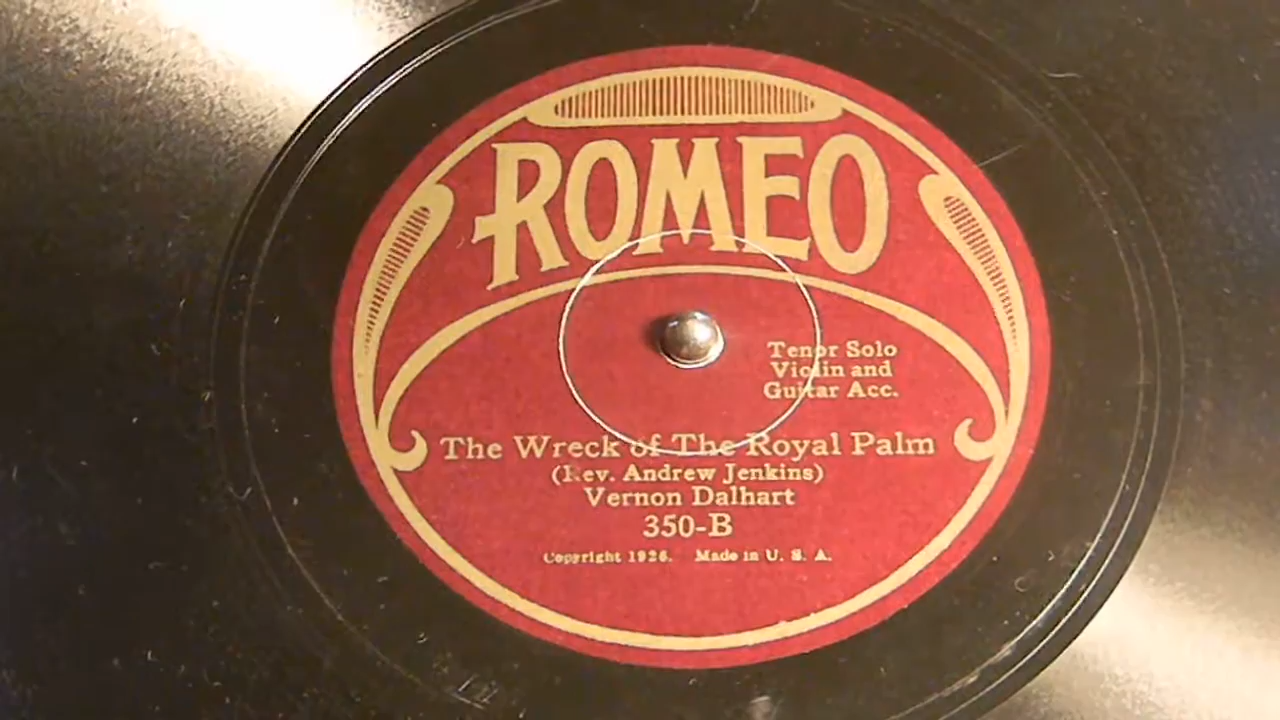 ROMEO
Tenor Solo
Violin and
Guitar Acc.
The Wreck of The Royal Palm
(Rev. Andrew Jenkins)
Vernon Dalhart
350-B
Copyright 1926. Made in U. S. A.